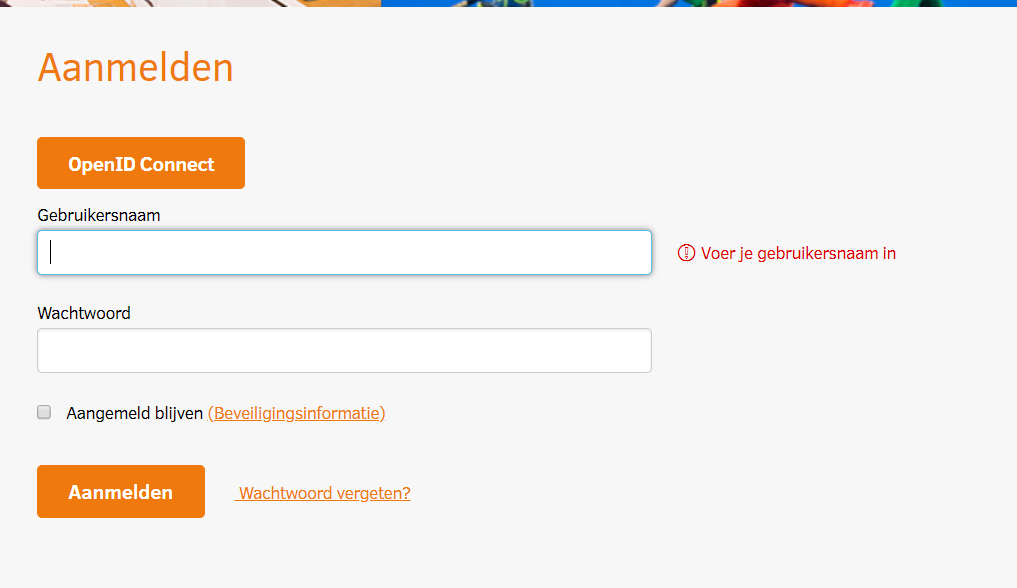 Aanmelden
OpenID Connect
Gebruikersnaam
Voer je gebruikersnaam in
Wachtwoord
Aangemeld blijven (Beveiligingsinformatie)
Aanmelden Wachtwoord vergeten?